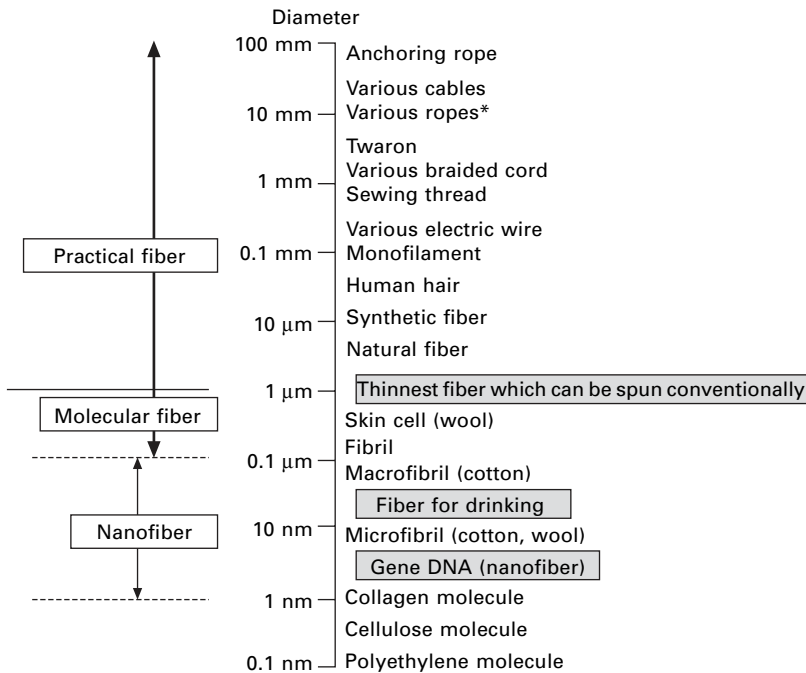 Diameter
100 mm
Anchoring rope
Various cables
10 mm
Various ropes*
Twaron
Various braided cord
1 mm
Sewing thread
Various electric wire
Practical fiber
0.1 mm
Monofilament
Human hair
10 μm
Synthetic fiber
Natural fiber
1 μm
Thinnest fiber which can be spun conventionally
Molecular fiber
Skin cell (wool)
Fibril
0.1 μm
Macrofibril (cotton)
Fiber for drinking
Nanofiber
10 nm
Microfibril (cotton, wool)
Gene DNA (nanofiber)
1 nm
Collagen molecule
Cellulose molecule
0.1 nm
Polyethylene molecule